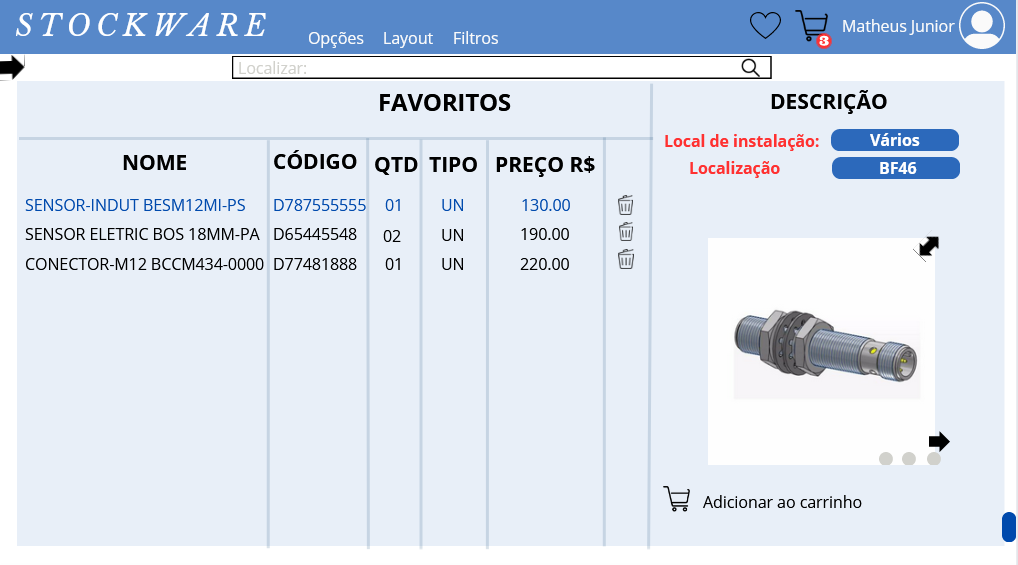 STOCKWARE
Opções Layout Filtros
3
Matheus Junior
Localizar:
FAVORITOS
NOME CÓDIGO QTD TIPO PREÇO R$
SENSOR-INDUT BESM12MI-PS D787555555 01 UN 130.00
SENSOR ELETRIC BOS 18MM-PA D65445548 02 UN 190.00
CONECTOR-M12 BCCM434-0000 D77481888 01 UN 220.00
DESCRIÇÃO
Local de instalação: Vários
Localização BF46
Adicionar ao carrinho